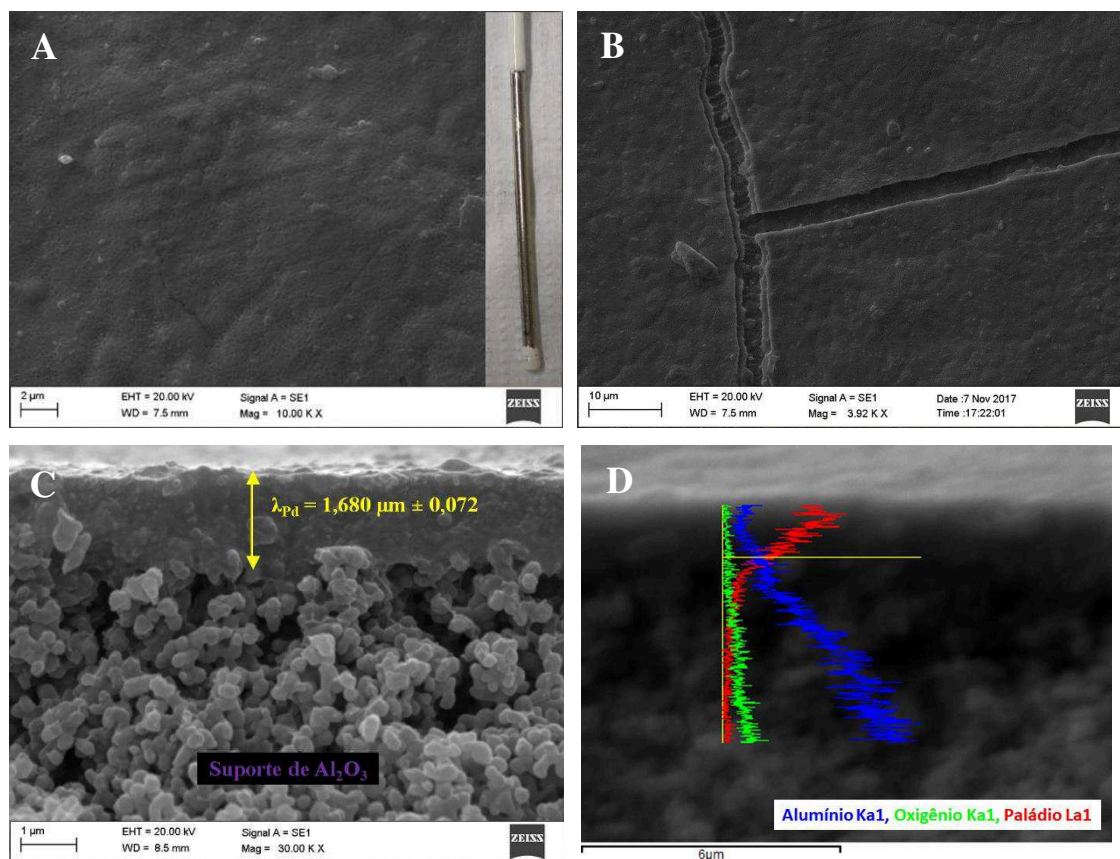 A
2 µm
EHT = 20.00 kV
Signal A = SE1
WD = 7.5 mm
Mag = 10.00 K X
ZEISS
B
10 µm
EHT = 20.00 kV
Signal A = SE1
Date :7 Nov 2017
WD = 7.5 mm
Mag = 3.92 K X
Time :17:22:01
ZEISS
C
λPd = 1,680 µm ± 0,072
Suporte de Al₂O₃
1 µm
EHT = 20.00 kV
Signal A = SE1
WD = 8.5 mm
Mag = 30.00 K X
ZEISS
D
Alumínio Ka1, Oxigênio Ka1, Paládio La1
6µm